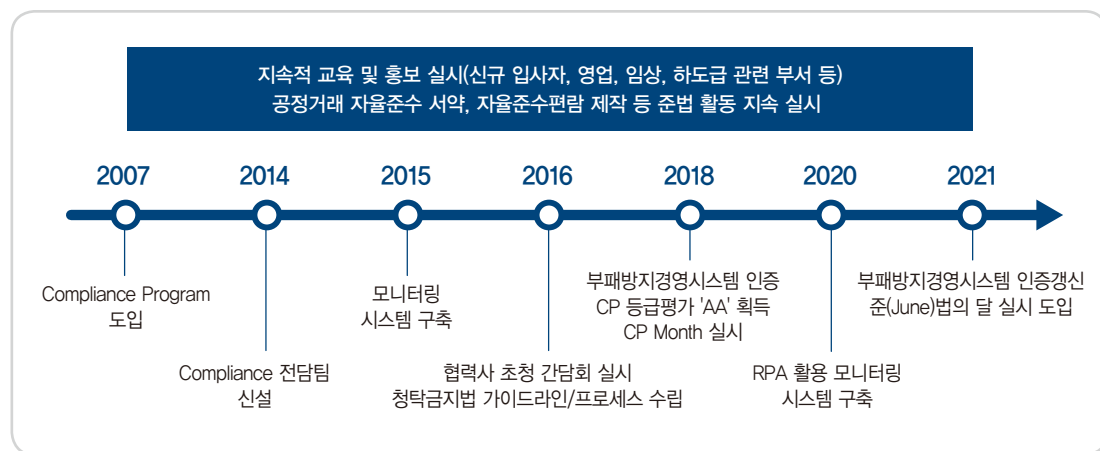 지속적 교육 및 홍보 실시(신규 입사자, 영업, 임상, 하도급 관련 부서 등)
공정거래 자율준수 서약, 자율준수편람 제작 등 준법 활동 지속 실시
2007
2014
2015
2016
2018
2020
2021
Compliance Program
도입
Compliance 전담팀
신설
모니터링
시스템 구축
협력사 초청 간담회 실시
청탁금지법 가이드라인/프로세스 수립
부패방지경영시스템 인증
CP 등급평가 'AA' 획득
CP Month 실시
RPA 활용 모니터링
시스템 구축
부패방지경영시스템 인증갱신
준(June)법의 달 실시 도입